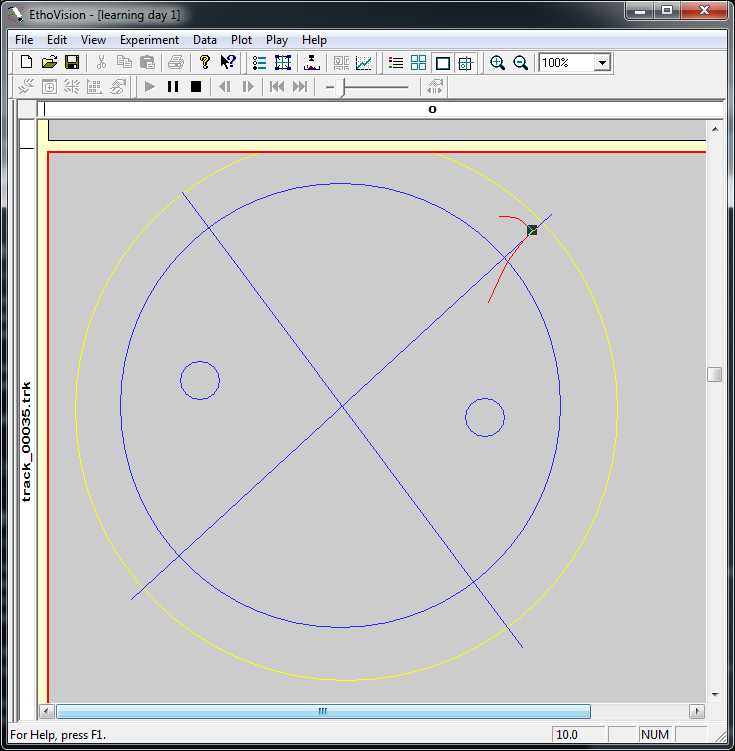 EthoVision - [learning day 1]
File Edit View Experiment Data Plot Play Help
100%
o
track_00035.trk
For Help, press F1.
10.0
NUM